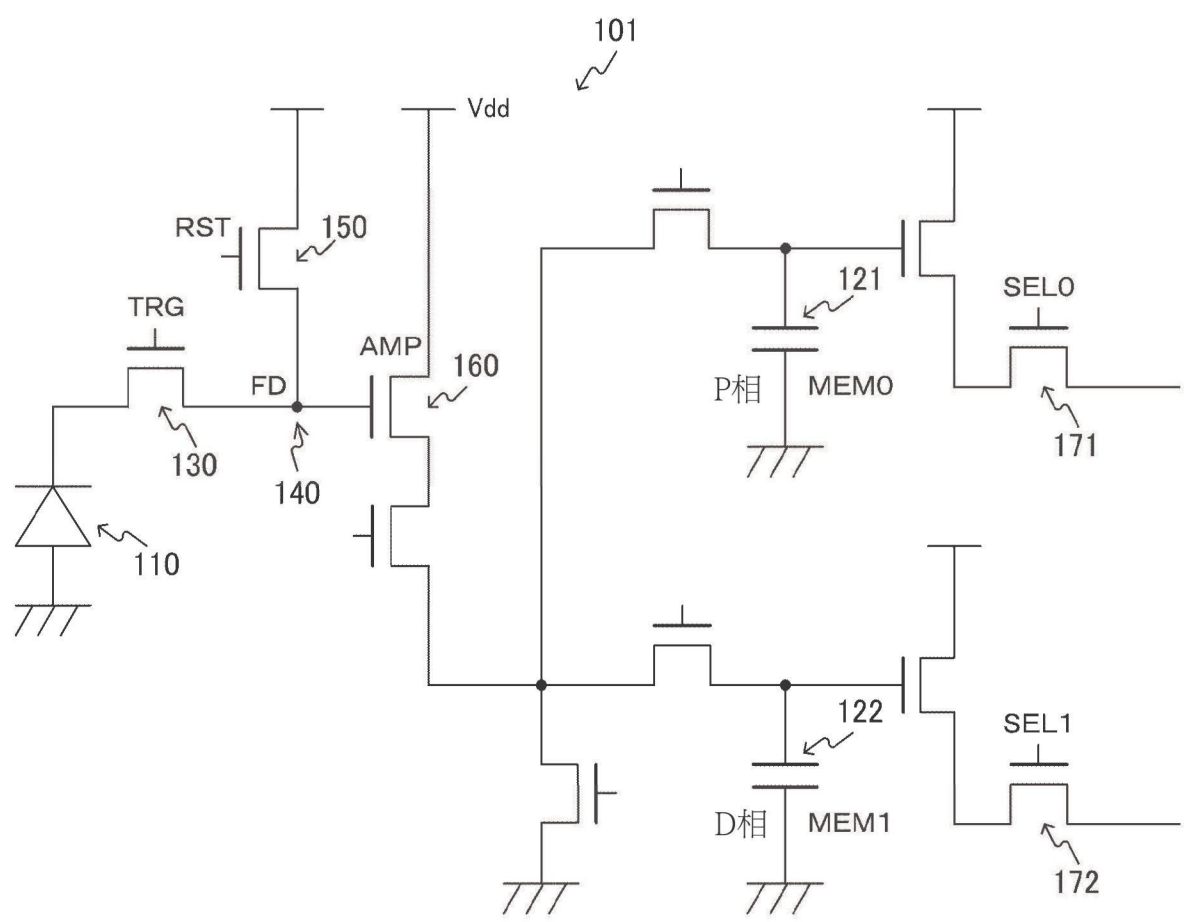 101
Vdd
RST
150
TRG
121
SEL0
AMP
160
FD
P相
MEM0
130
140
171
110
122
SEL1
D相
MEM1
172